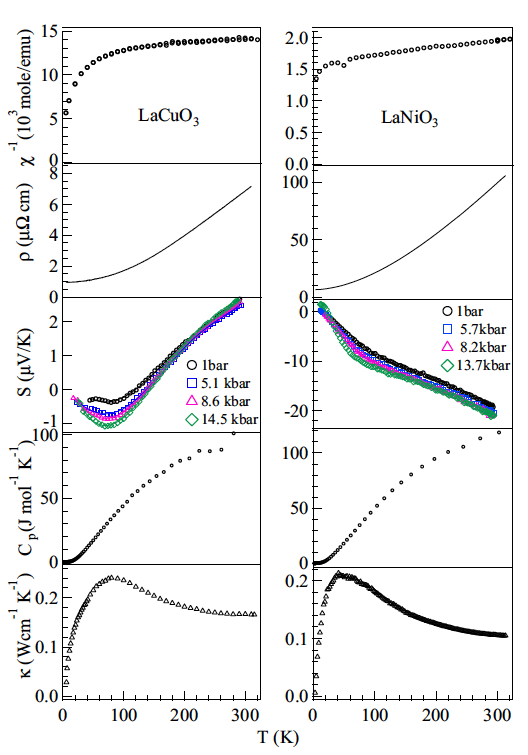 χ⁻¹ (10³ mole/emu)
15
10
5
0
LaCuO₃
2.0
1.5
1.0
0.5
0.0
LaNiO₃
ρ (μΩ cm)
8
6
4
2
0
100
50
0
S (μV/K)
2
1
0
-1
1bar
5.1 kbar
8.6 kbar
14.5 kbar
0
-10
-20
1bar
5.7kbar
8.2kbar
13.7kbar
Cₚ(J mol⁻¹ K⁻¹)
100
50
0
100
50
0
κ (Wcm⁻¹ K⁻¹)
0.2
0.1
0.0
0.2
0.1
0.0
0 100 200 300
0 100 200 300
T (K)